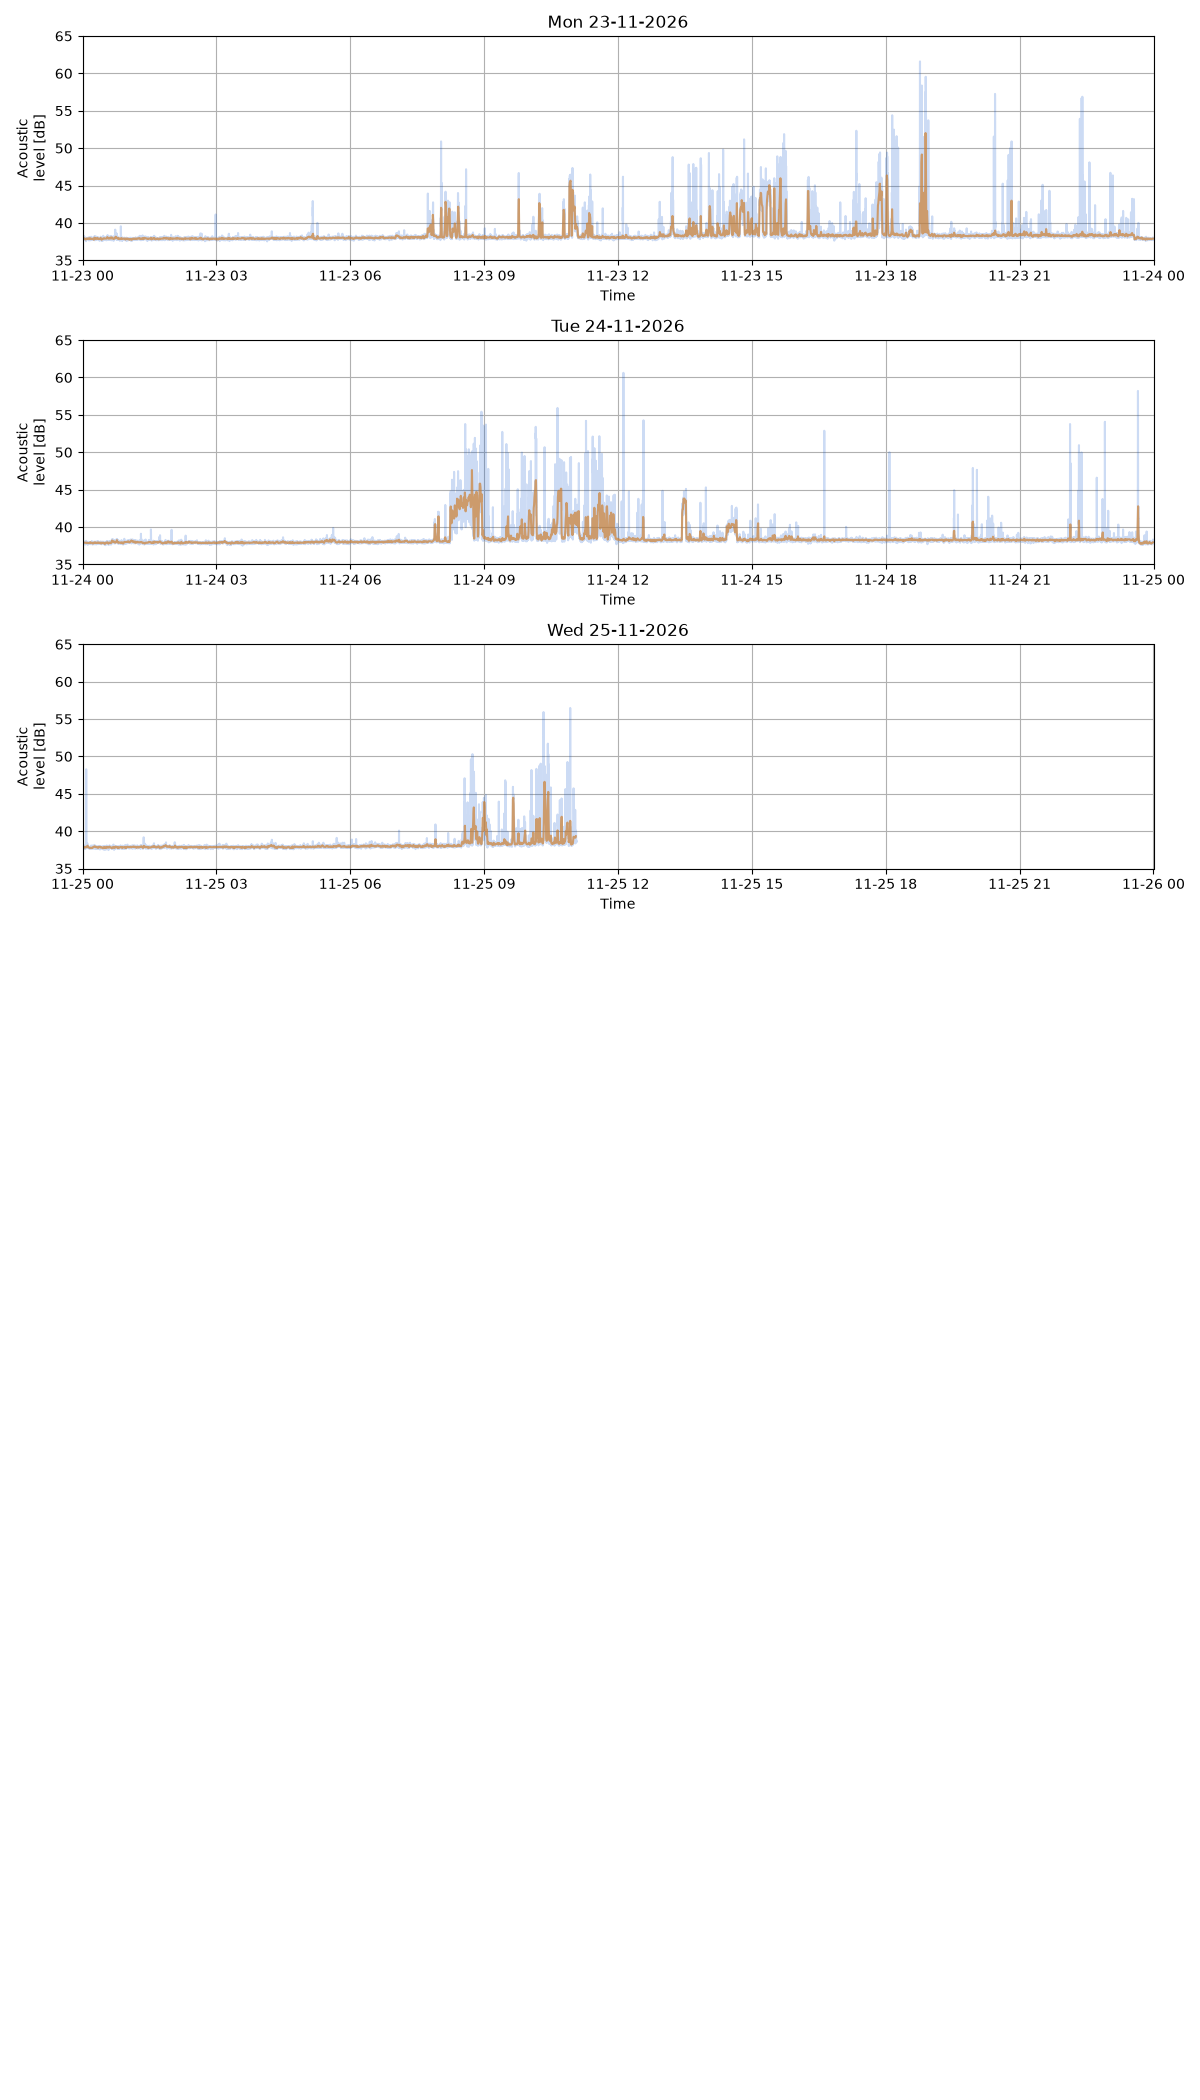 Mon 23-11-2026
65
60
55
50
45
40
35
Acoustic
level [dB]
11-23 00 11-23 03 11-23 06 11-23 09 11-23 12 11-23 15 11-23 18 11-23 21 11-24 00
Time
Tue 24-11-2026
65
60
55
50
45
40
35
Acoustic
level [dB]
11-24 00 11-24 03 11-24 06 11-24 09 11-24 12 11-24 15 11-24 18 11-24 21 11-25 00
Time
Wed 25-11-2026
65
60
55
50
45
40
35
Acoustic
level [dB]
11-25 00 11-25 03 11-25 06 11-25 09 11-25 12 11-25 15 11-25 18 11-25 21 11-26 00
Time